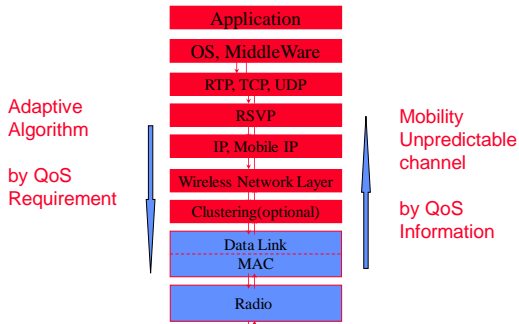 Application
OS, MiddleWare
RTP, TCP, UDP
RSVP
IP, Mobile IP
Wireless Network Layer
Clustering(optional)
Data Link
MAC
Radio
Adaptive
Algorithm
by QoS
Requirement
Mobility
Unpredictable
channel
by QoS
Information